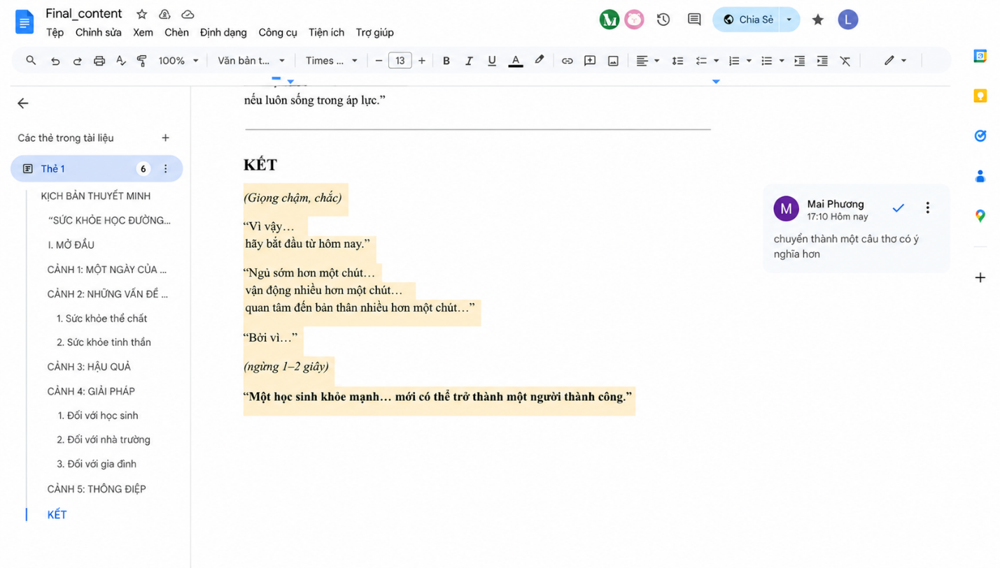 Final_content
Tệp Chỉnh sửa Xem Chèn Định dạng Công cụ Tiện ích Trợ giúp
Chia Sẻ
L
100% Văn bản t... Times ... − 13 + B I U A
Các thẻ trong tài liệu +
Thẻ 1 6
KỊCH BẢN THUYẾT MINH
“SỨC KHỎE HỌC ĐƯỜNG...
I. MỞ ĐẦU
CẢNH 1: MỘT NGÀY CỦA ...
CẢNH 2: NHỮNG VẤN ĐỀ ...
1. Sức khỏe thể chất
2. Sức khỏe tinh thần
CẢNH 3: HẬU QUẢ
CẢNH 4: GIẢI PHÁP
1. Đối với học sinh
2. Đối với nhà trường
3. Đối với gia đình
CẢNH 5: THÔNG ĐIỆP
KẾT
nếu luôn sống trong áp lực.”
KẾT
(Giọng chậm, chắc)
“Vì vậy…
hãy bắt đầu từ hôm nay.”
“Ngủ sớm hơn một chút…
vận động nhiều hơn một chút…
quan tâm đến bản thân nhiều hơn một chút…”
“Bởi vì…”
(ngừng 1–2 giây)
“Một học sinh khỏe mạnh… mới có thể trở thành một người thành công.”
M
Mai Phương
17:10 Hôm nay
chuyển thành một câu thơ có ý
nghĩa hơn